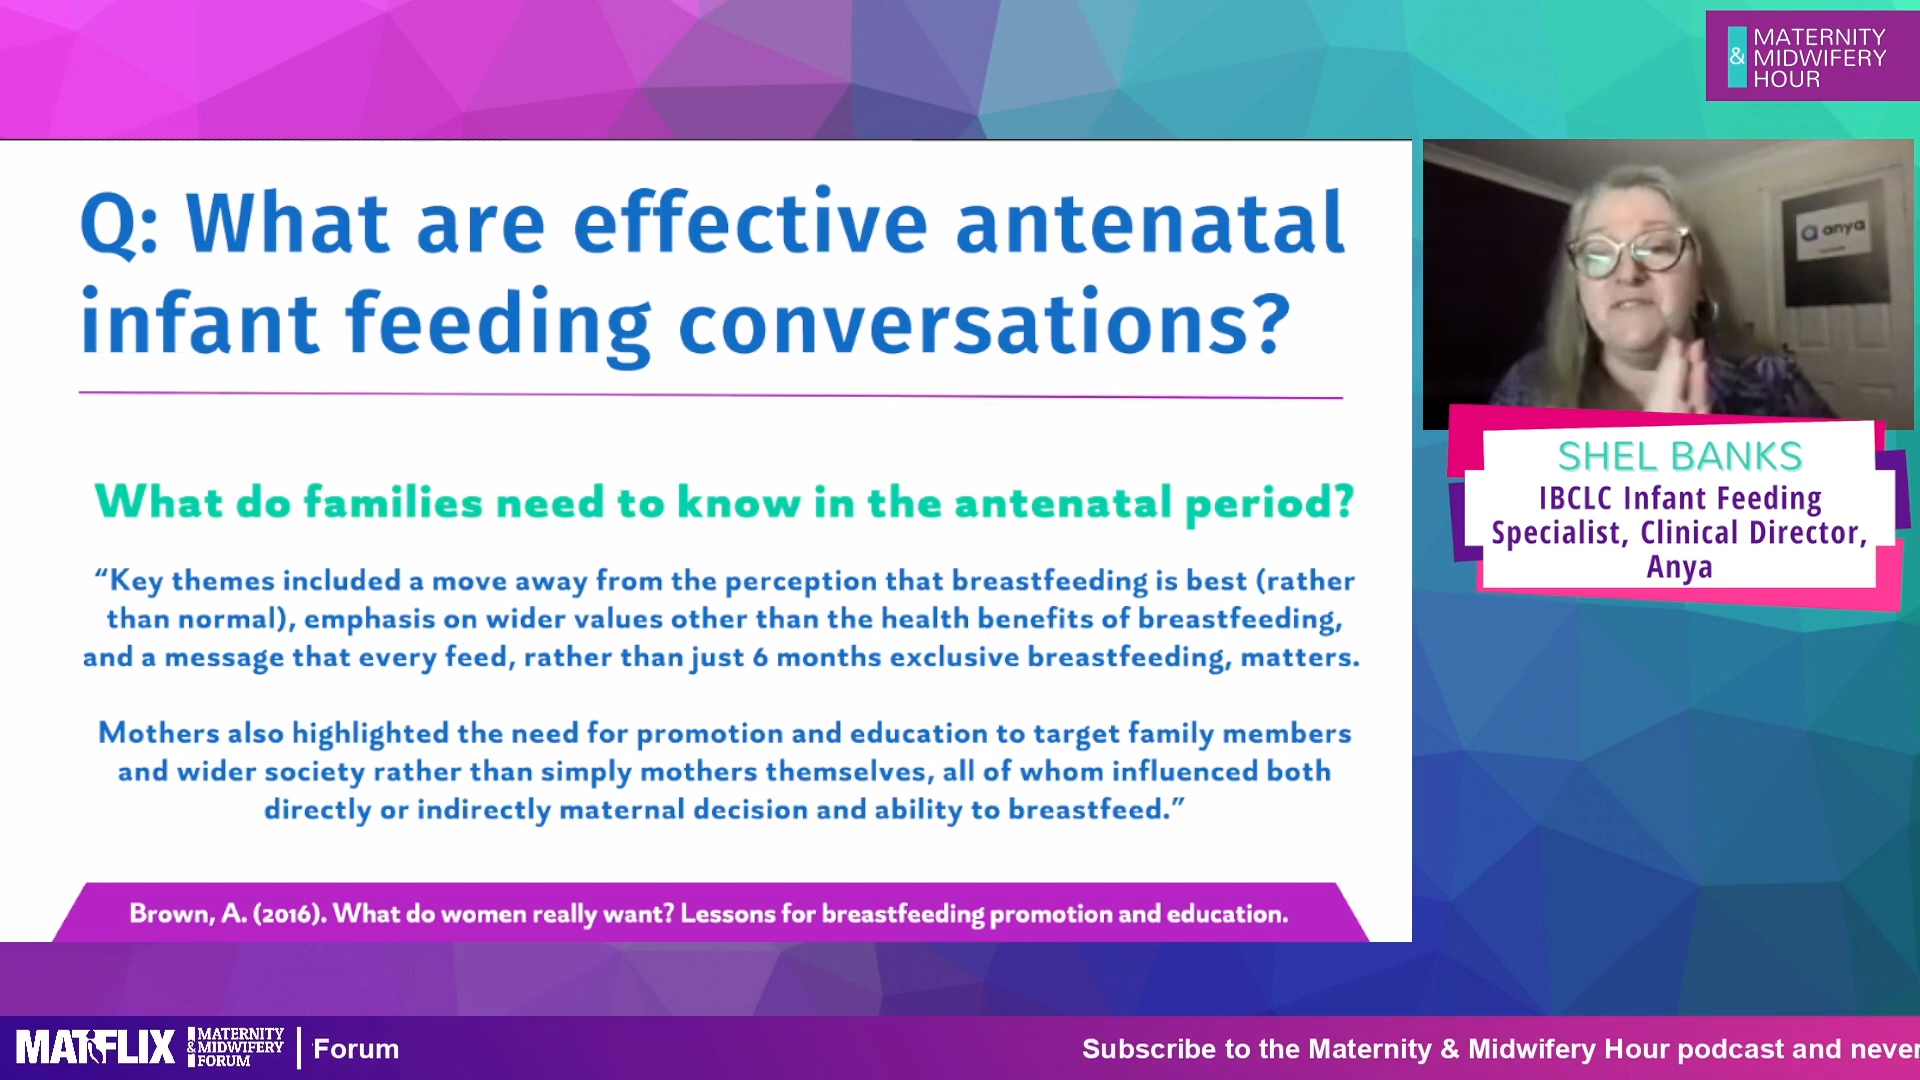 MATERNITY
& MIDWIFERY
HOUR
Q: What are effective antenatal
infant feeding conversations?
anya
SHEL BANKS
IBCLC Infant Feeding
Specialist, Clinical Director,
Anya
What do families need to know in the antenatal period?
“Key themes included a move away from the perception that breastfeeding is best (rather
than normal), emphasis on wider values other than the health benefits of breastfeeding,
and a message that every feed, rather than just 6 months exclusive breastfeeding, matters.
Mothers also highlighted the need for promotion and education to target family members
and wider society rather than simply mothers themselves, all of whom influenced both
directly or indirectly maternal decision and ability to breastfeed.”
Brown, A. (2016). What do women really want? Lessons for breastfeeding promotion and education.
MATFLIX
MATERNITY
&MIDWIFERY
FORUM
Forum
Subscribe to the Maternity & Midwifery Hour podcast and never